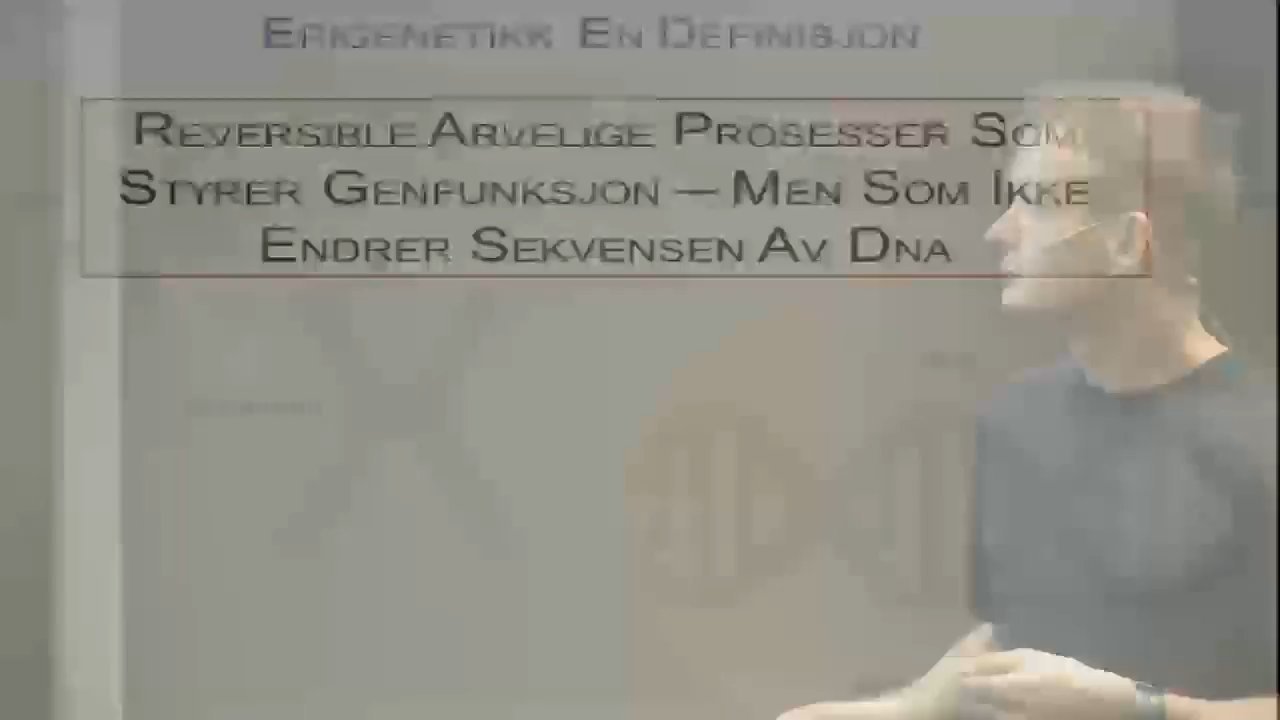 Epigenetikk En Definisjon
Reversible Arvelige Prosesser Som
Styrer Genfunksjon – Men Som Ikke
Endrer Sekvensen Av Dna